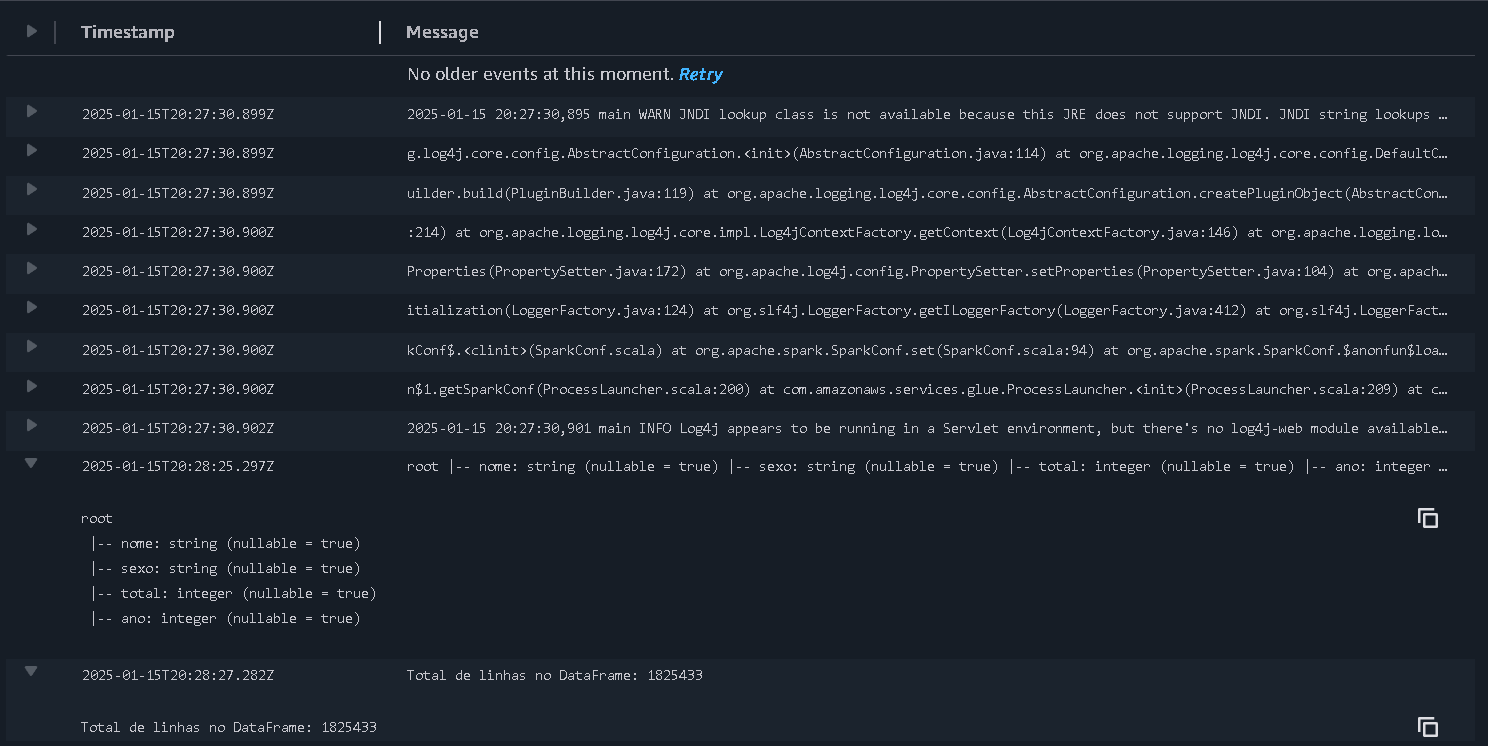 Timestamp Message
No older events at this moment. Retry
2025-01-15T20:27:30.899Z 2025-01-15 20:27:30,895 main WARN JNDI lookup class is not available because this JRE does not support JNDI. JNDI string lookups …
2025-01-15T20:27:30.899Z g.log4j.core.config.AbstractConfiguration.<init>(AbstractConfiguration.java:114) at org.apache.logging.log4j.core.config.DefaultC…
2025-01-15T20:27:30.899Z uilder.build(PluginBuilder.java:119) at org.apache.logging.log4j.core.config.AbstractConfiguration.createPluginObject(AbstractCon…
2025-01-15T20:27:30.900Z :214) at org.apache.logging.log4j.core.impl.Log4jContextFactory.getContext(Log4jContextFactory.java:146) at org.apache.logging.lo…
2025-01-15T20:27:30.900Z Properties(PropertySetter.java:172) at org.apache.log4j.config.PropertySetter.setProperties(PropertySetter.java:104) at org.apach…
2025-01-15T20:27:30.900Z itialization(LoggerFactory.java:124) at org.slf4j.LoggerFactory.getILoggerFactory(LoggerFactory.java:412) at org.slf4j.LoggerFact…
2025-01-15T20:27:30.900Z kConf$.<clinit>(SparkConf.scala) at org.apache.spark.SparkConf.set(SparkConf.scala:94) at org.apache.spark.SparkConf.$anonfun$loa…
2025-01-15T20:27:30.900Z n$1.getSparkConf(ProcessLauncher.scala:200) at com.amazonaws.services.glue.ProcessLauncher.<init>(ProcessLauncher.scala:209) at c…
2025-01-15T20:27:30.902Z 2025-01-15 20:27:30,901 main INFO Log4j appears to be running in a Servlet environment, but there's no log4j-web module available…
2025-01-15T20:28:25.297Z root |-- nome: string (nullable = true) |-- sexo: string (nullable = true) |-- total: integer (nullable = true) |-- ano: integer …
root
|-- nome: string (nullable = true)
|-- sexo: string (nullable = true)
|-- total: integer (nullable = true)
|-- ano: integer (nullable = true)
2025-01-15T20:28:27.282Z Total de linhas no DataFrame: 1825433
Total de linhas no DataFrame: 1825433